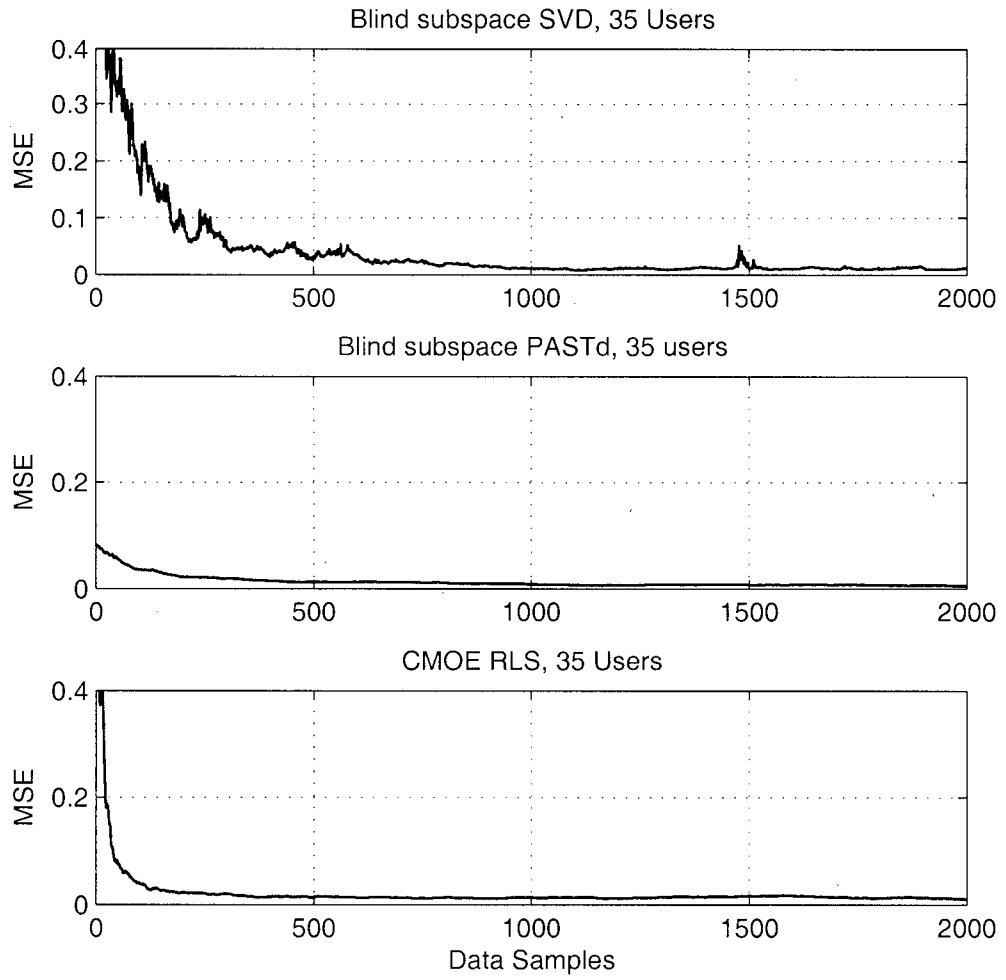 Blind subspace SVD, 35 Users
0.4
0.3
0.2
0.1
0
MSE
0 500 1000 1500 2000
Blind subspace PASTd, 35 users
0.4
0.2
0
MSE
0 500 1000 1500 2000
CMOE RLS, 35 Users
0.4
0.2
0
MSE
0 500 1000 1500 2000
Data Samples